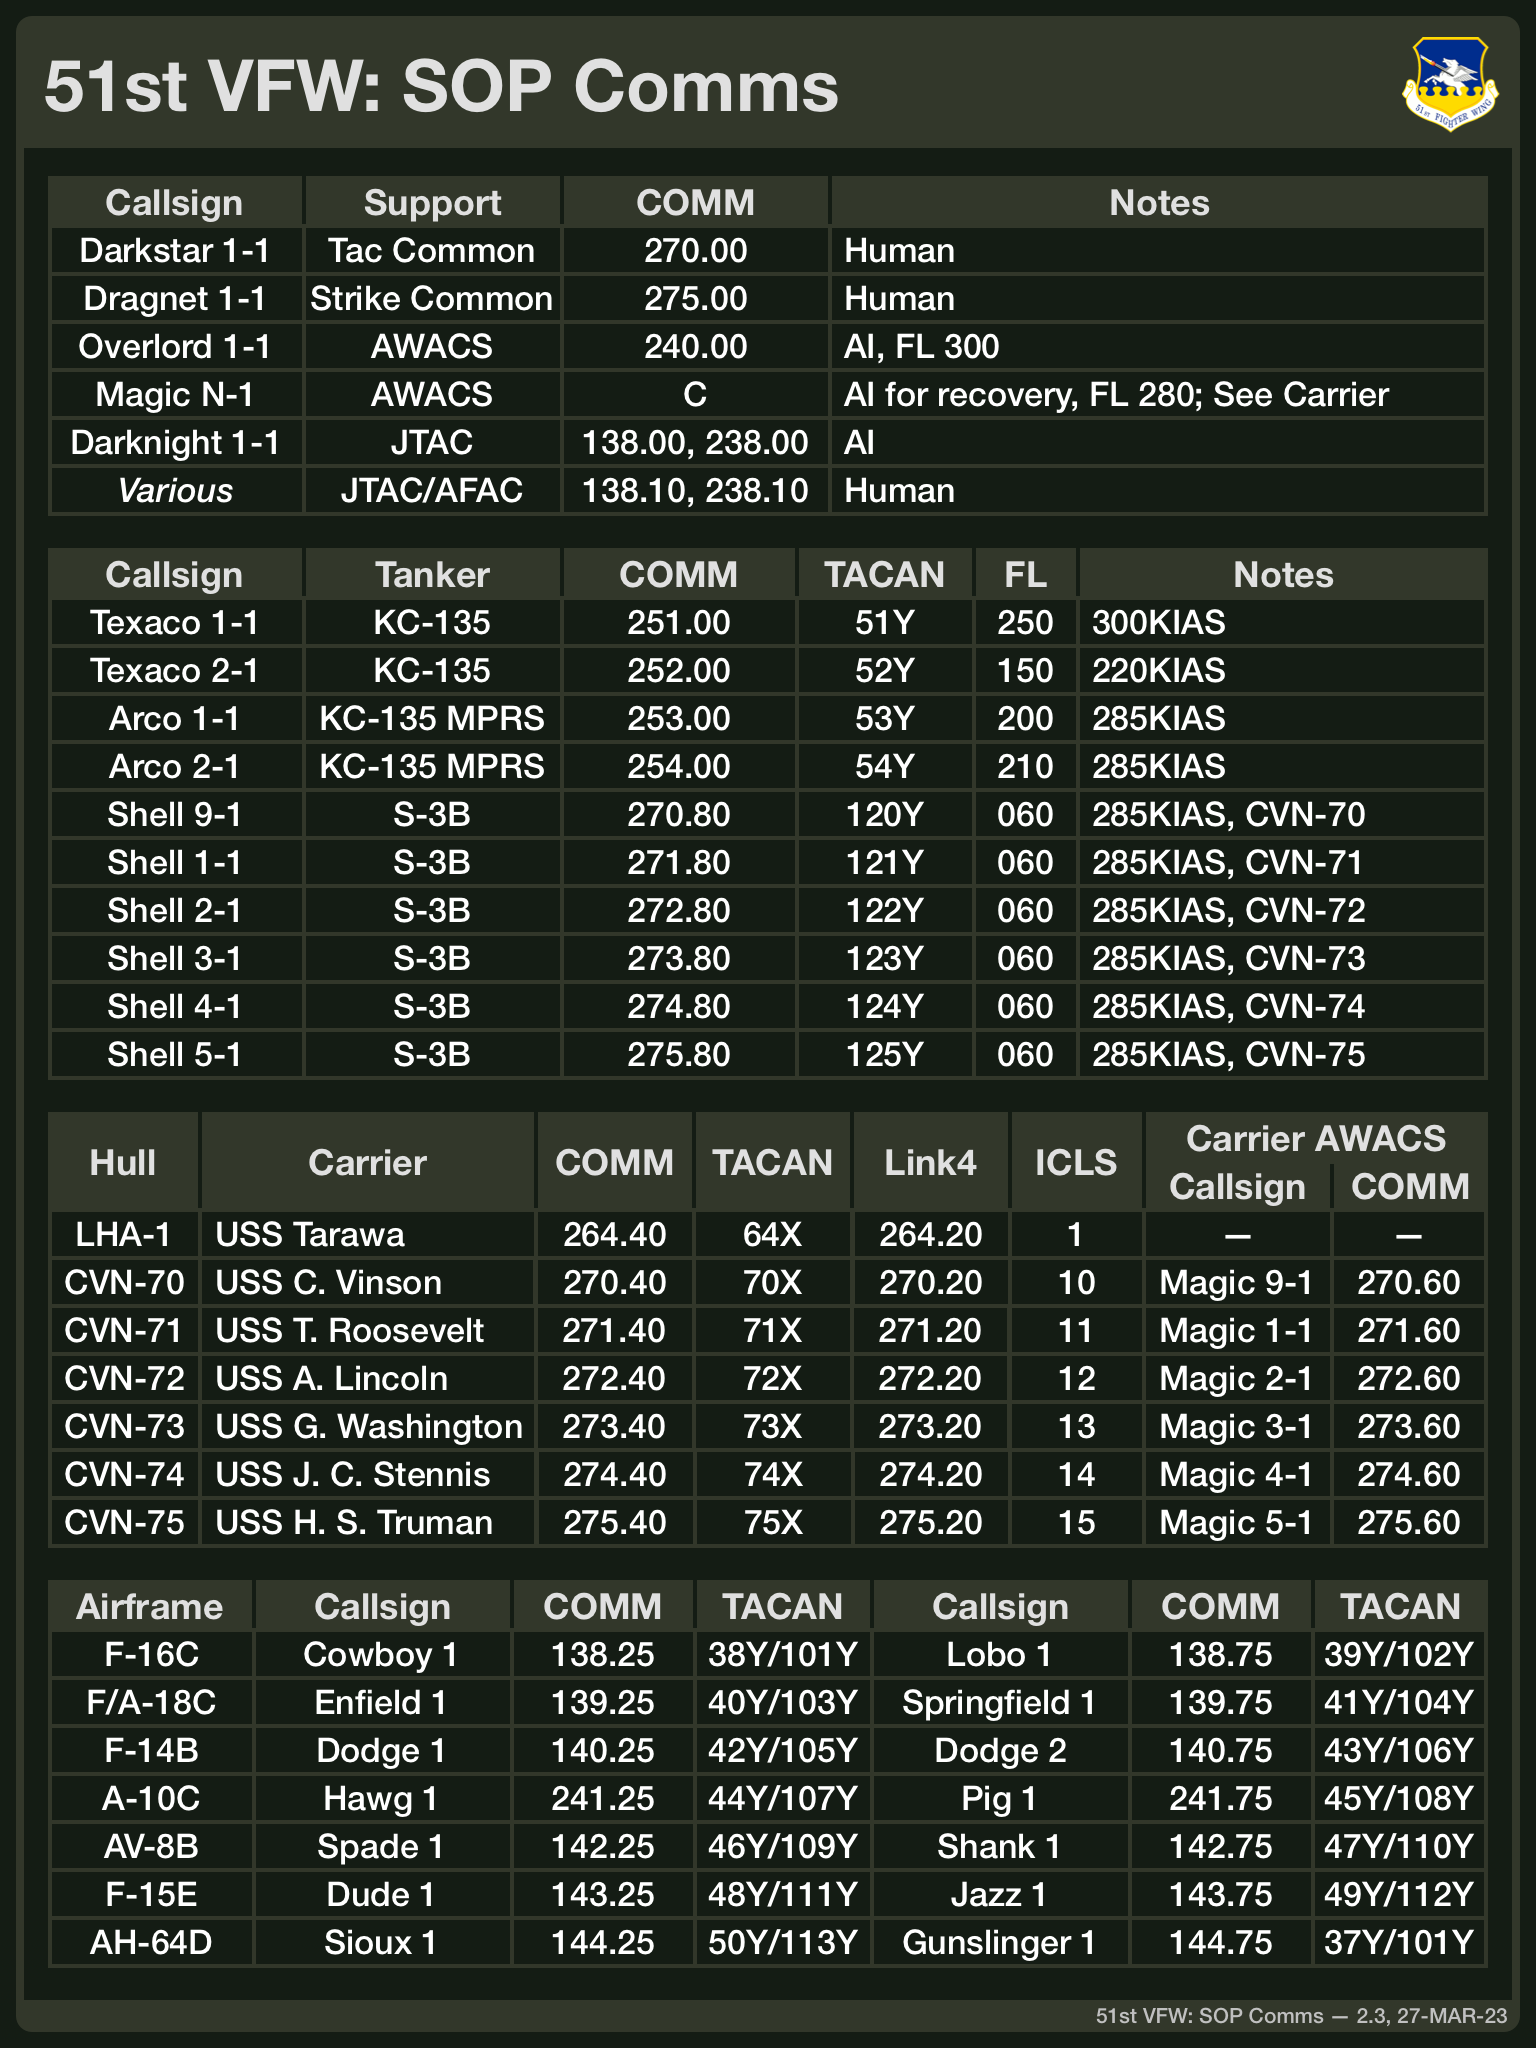 51st VFW: SOP Comms
51st FIGHTER WING
Callsign Support COMM Notes
Darkstar 1-1 Tac Common 270.00 Human
Dragnet 1-1 Strike Common 275.00 Human
Overlord 1-1 AWACS 240.00 AI, FL 300
Magic N-1 AWACS C AI for recovery, FL 280; See Carrier
Darknight 1-1 JTAC 138.00, 238.00 AI
Various JTAC/AFAC 138.10, 238.10 Human
Callsign Tanker COMM TACAN FL Notes
Texaco 1-1 KC-135 251.00 51Y 250 300KIAS
Texaco 2-1 KC-135 252.00 52Y 150 220KIAS
Arco 1-1 KC-135 MPRS 253.00 53Y 200 285KIAS
Arco 2-1 KC-135 MPRS 254.00 54Y 210 285KIAS
Shell 9-1 S-3B 270.80 120Y 060 285KIAS, CVN-70
Shell 1-1 S-3B 271.80 121Y 060 285KIAS, CVN-71
Shell 2-1 S-3B 272.80 122Y 060 285KIAS, CVN-72
Shell 3-1 S-3B 273.80 123Y 060 285KIAS, CVN-73
Shell 4-1 S-3B 274.80 124Y 060 285KIAS, CVN-74
Shell 5-1 S-3B 275.80 125Y 060 285KIAS, CVN-75
Hull Carrier COMM TACAN Link4 ICLS Carrier AWACS
Callsign COMM
LHA-1 USS Tarawa 264.40 64X 264.20 1 — —
CVN-70 USS C. Vinson 270.40 70X 270.20 10 Magic 9-1 270.60
CVN-71 USS T. Roosevelt 271.40 71X 271.20 11 Magic 1-1 271.60
CVN-72 USS A. Lincoln 272.40 72X 272.20 12 Magic 2-1 272.60
CVN-73 USS G. Washington 273.40 73X 273.20 13 Magic 3-1 273.60
CVN-74 USS J. C. Stennis 274.40 74X 274.20 14 Magic 4-1 274.60
CVN-75 USS H. S. Truman 275.40 75X 275.20 15 Magic 5-1 275.60
Airframe Callsign COMM TACAN Callsign COMM TACAN
F-16C Cowboy 1 138.25 38Y/101Y Lobo 1 138.75 39Y/102Y
F/A-18C Enfield 1 139.25 40Y/103Y Springfield 1 139.75 41Y/104Y
F-14B Dodge 1 140.25 42Y/105Y Dodge 2 140.75 43Y/106Y
A-10C Hawg 1 241.25 44Y/107Y Pig 1 241.75 45Y/108Y
AV-8B Spade 1 142.25 46Y/109Y Shank 1 142.75 47Y/110Y
F-15E Dude 1 143.25 48Y/111Y Jazz 1 143.75 49Y/112Y
AH-64D Sioux 1 144.25 50Y/113Y Gunslinger 1 144.75 37Y/101Y
51st VFW: SOP Comms — 2.3, 27-MAR-23